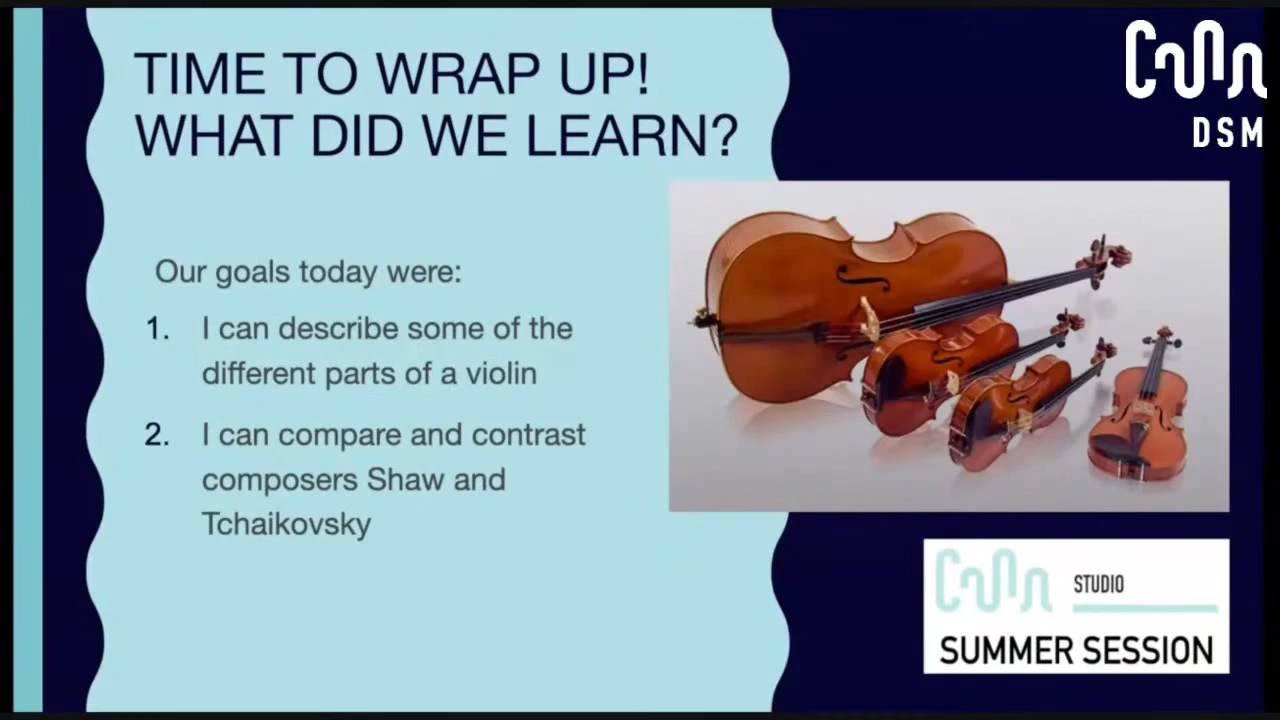 TIME TO WRAP UP!
WHAT DID WE LEARN?
Our goals today were:
1. I can describe some of the
different parts of a violin
2. I can compare and contrast
composers Shaw and
Tchaikovsky
DSM
STUDIO
SUMMER SESSION